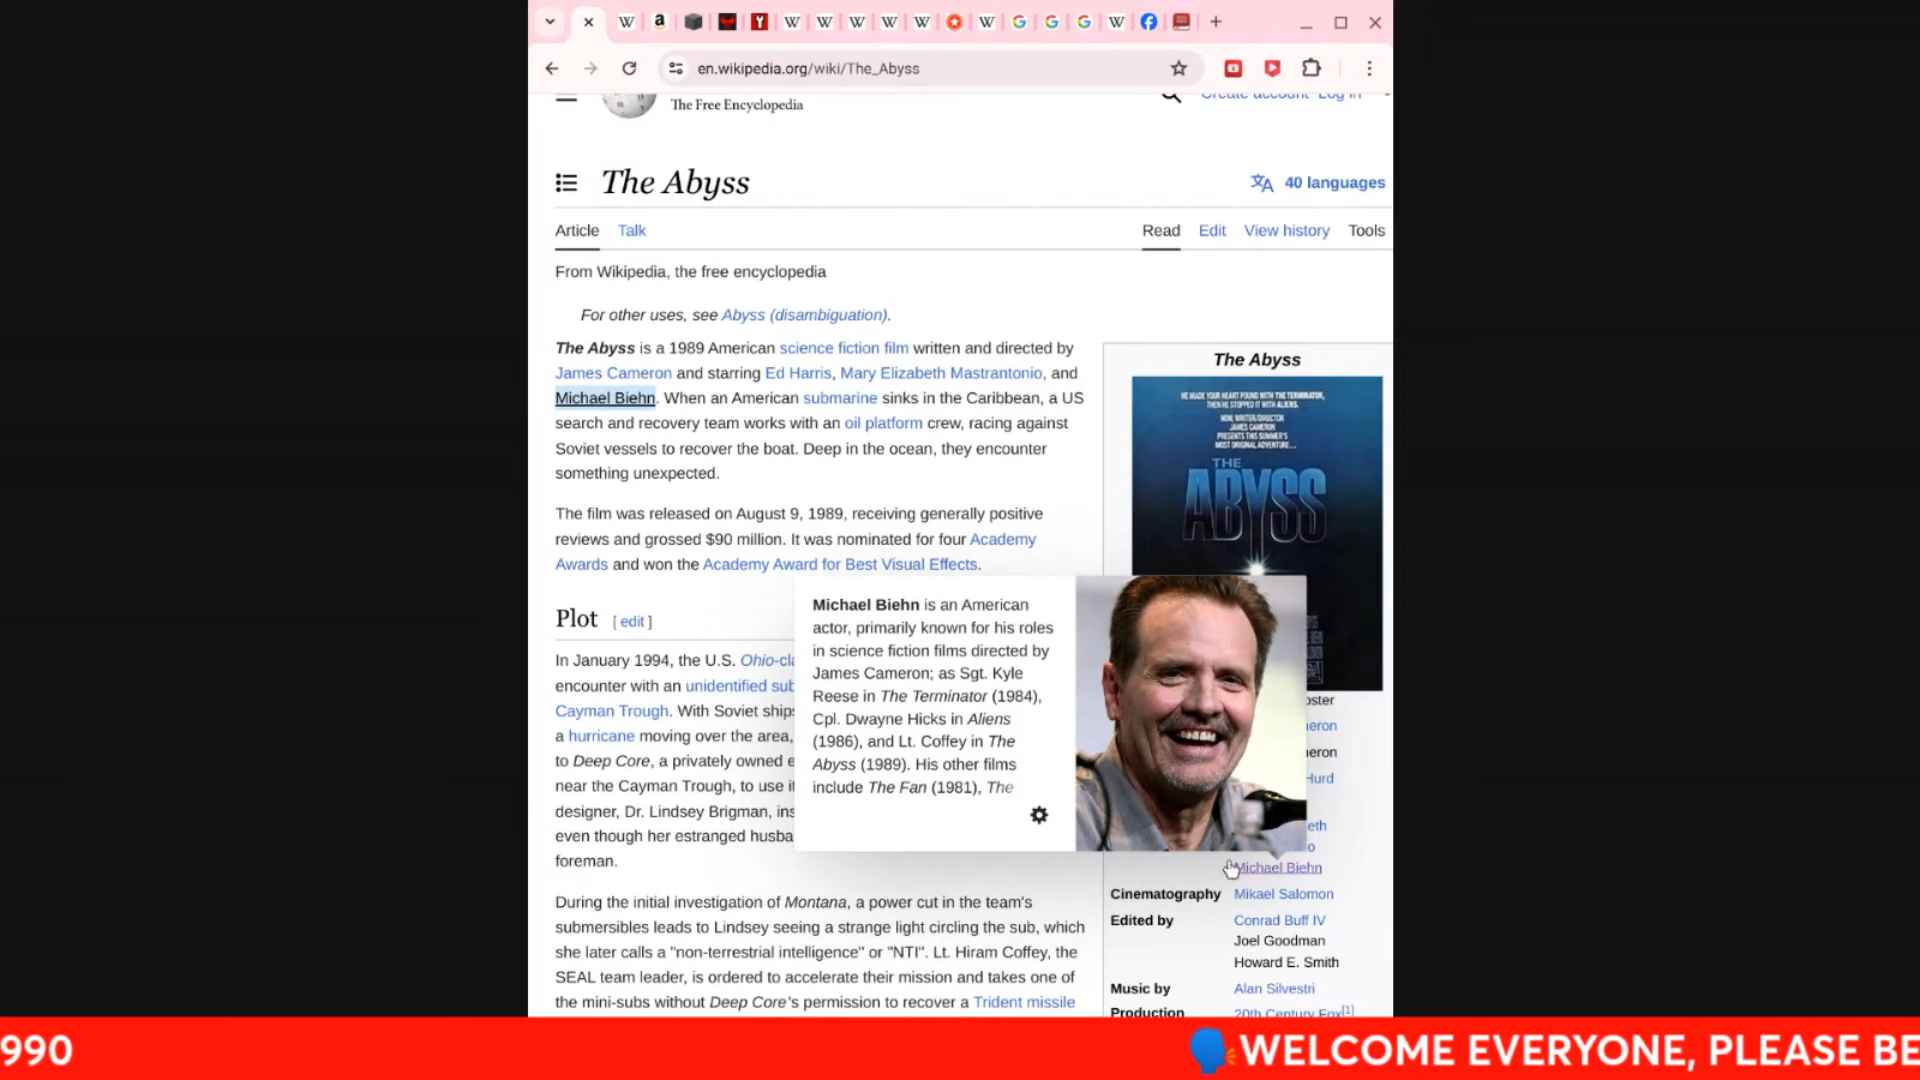 en.wikipedia.org/wiki/The_Abyss
The Free Encyclopedia
Create account Log in
The Abyss
40 languages
Article Talk
Read Edit View history Tools
From Wikipedia, the free encyclopedia
For other uses, see Abyss (disambiguation).
The Abyss is a 1989 American science fiction film written and directed by
James Cameron and starring Ed Harris, Mary Elizabeth Mastrantonio, and
Michael Biehn. When an American submarine sinks in the Caribbean, a US
search and recovery team works with an oil platform crew, racing against
Soviet vessels to recover the boat. Deep in the ocean, they encounter
something unexpected.
The film was released on August 9, 1989, receiving generally positive
reviews and grossed $90 million. It was nominated for four Academy
Awards and won the Academy Award for Best Visual Effects.
Plot [ edit ]
In January 1994, the U.S. Ohio-cla
encounter with an unidentified sub
Cayman Trough. With Soviet ships
a hurricane moving over the area,
to Deep Core, a privately owned e
near the Cayman Trough, to use it
designer, Dr. Lindsey Brigman, ins
even though her estranged husba
foreman.
During the initial investigation of Montana, a power cut in the team's
submersibles leads to Lindsey seeing a strange light circling the sub, which
she later calls a "non-terrestrial intelligence" or "NTI". Lt. Hiram Coffey, the
SEAL team leader, is ordered to accelerate their mission and takes one of
the mini-subs without Deep Core's permission to recover a Trident missile
Michael Biehn is an American
actor, primarily known for his roles
in science fiction films directed by
James Cameron; as Sgt. Kyle
Reese in The Terminator (1984),
Cpl. Dwayne Hicks in Aliens
(1986), and Lt. Coffey in The
Abyss (1989). His other films
include The Fan (1981), The
The Abyss
HE MADE YOUR HEART POUND WITH THE TERMINATOR,
THEN HE STOPPED IT WITH ALIENS.
NOW, WRITER/DIRECTOR
JAMES CAMERON
PRESENTS THIS SUMMER'S
MOST ORIGINAL ADVENTURE...
THE
ABYSS
oster
eron
eron
Hurd
eth
o
Michael Biehn
Cinematography Mikael Salomon
Edited by Conrad Buff IV
Joel Goodman
Howard E. Smith
Music by Alan Silvestri
Production 20th Century Fox[1]
990
WELCOME EVERYONE, PLEASE BE